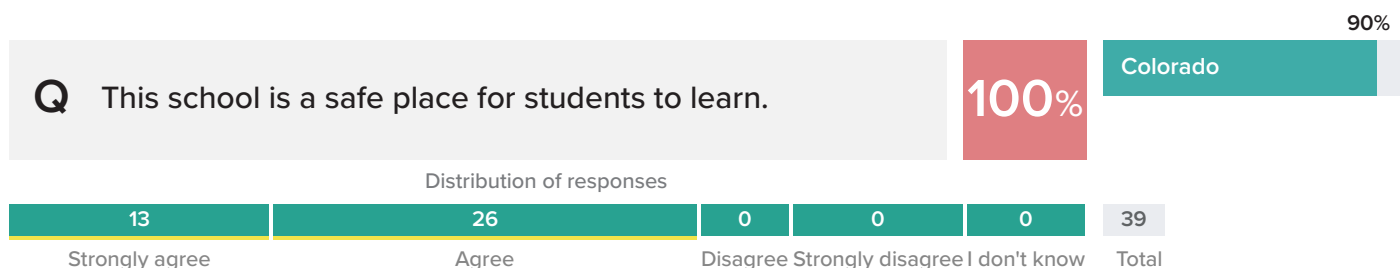 90%
Q This school is a safe place for students to learn.
100%
Colorado
Distribution of responses
13 26 0 0 0 39
Strongly agree Agree Disagree Strongly disagree I don't know Total